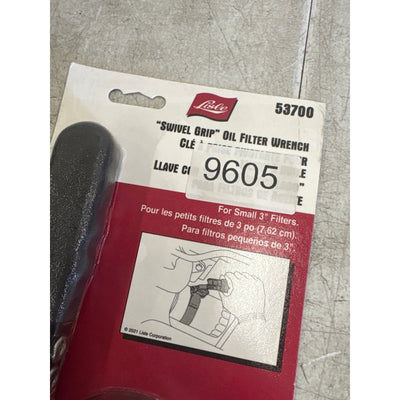 Lisle
53700
"SWIVEL GRIP" OIL FILTER WRENCH
CLÉ À
LLAVE
9605
For Small 3" Filters.
Pour les petits filtres de 3 po (7,62 cm).
Para filtros pequeños de 3".
© 2021 Lisle Corporation